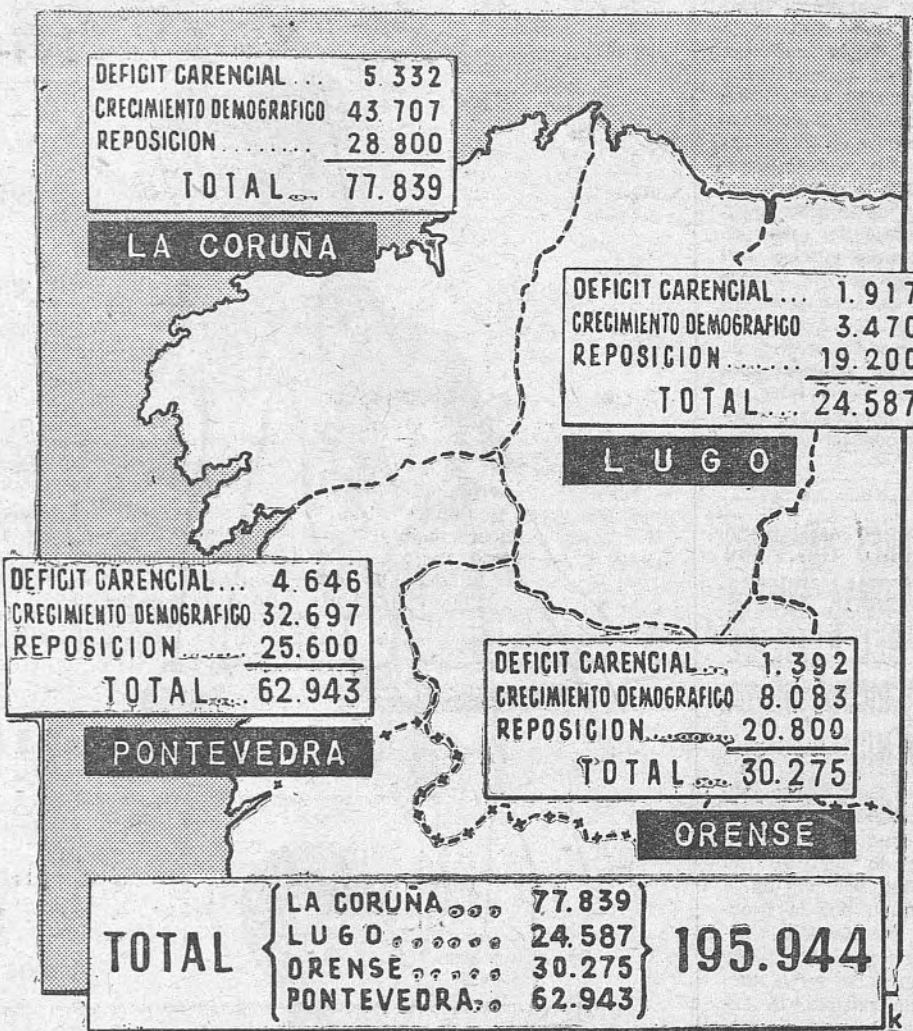 DEFICIT CARENCIAL ... 5.332
CRECIMIENTO DEMOGRAFICO 43.707
REPOSICION ........ 28.800
TOTAL.... 77.839
LA CORUÑA
DEFICIT CARENCIAL ... 1.917
CRECIMIENTO DEMOGRAFICO 3.470
REPOSICION ........ 19.200
TOTAL.... 24.587
LUGO
DEFICIT CARENCIAL... 4.646
CRECIMIENTO DEMOGRAFICO 32.697
REPOSICION ...... 25.600
TOTAL.... 62.943
PONTEVEDRA
DEFICIT CARENCIAL... 1.392
CRECIMIENTO DEMOGRAFICO 8.083
REPOSICION......... 20.800
TOTAL.... 30.275
ORENSE
TOTAL
LA CORUÑA... 77.839
LUGO...... 24.587
ORENSE..... 30.275
PONTEVEDRA.. 62.943
195.944
k